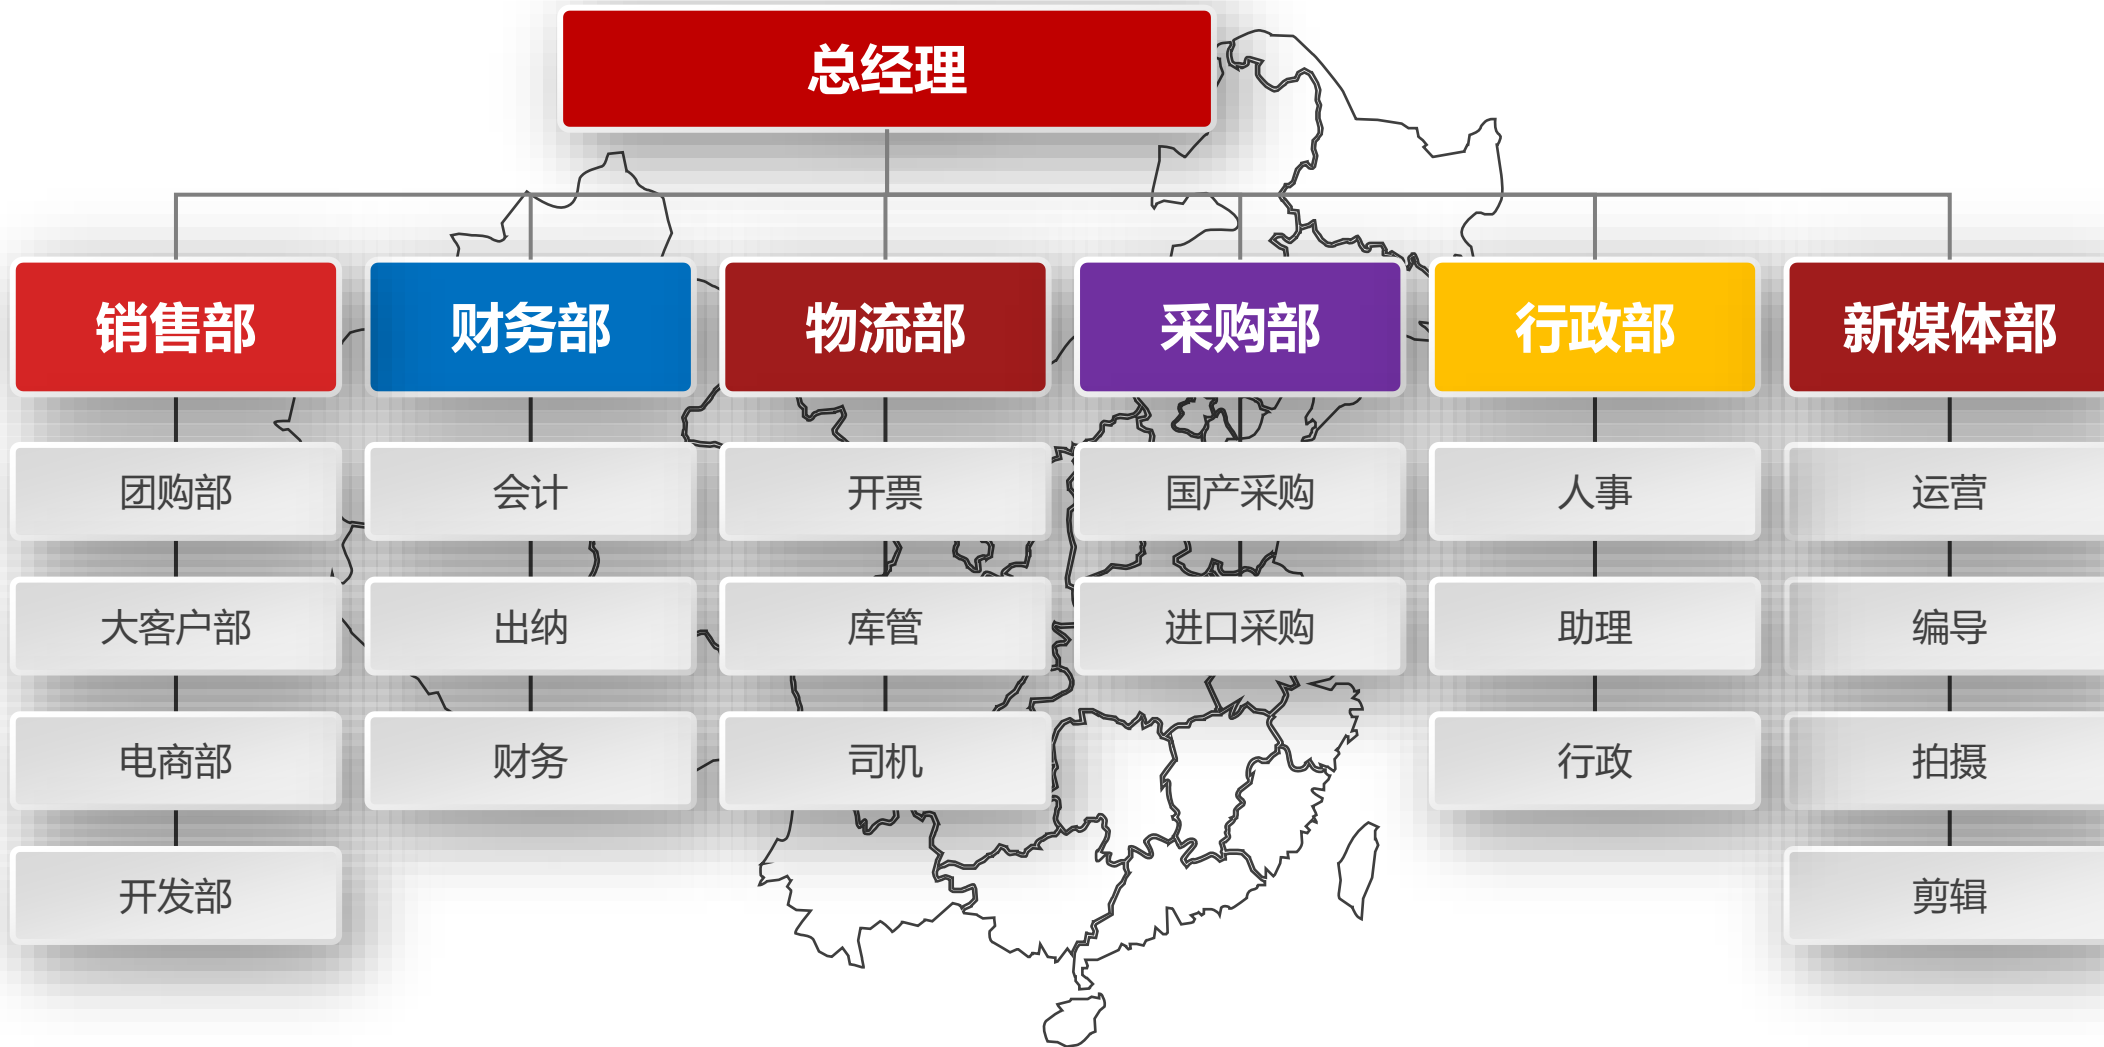 总经理
销售部
财务部
物流部
采购部
行政部
新媒体部
团购部
会计
开票
国产采购
人事
运营
大客户部
出纳
库管
进口采购
助理
编导
电商部
财务
司机
行政
拍摄
开发部
剪辑